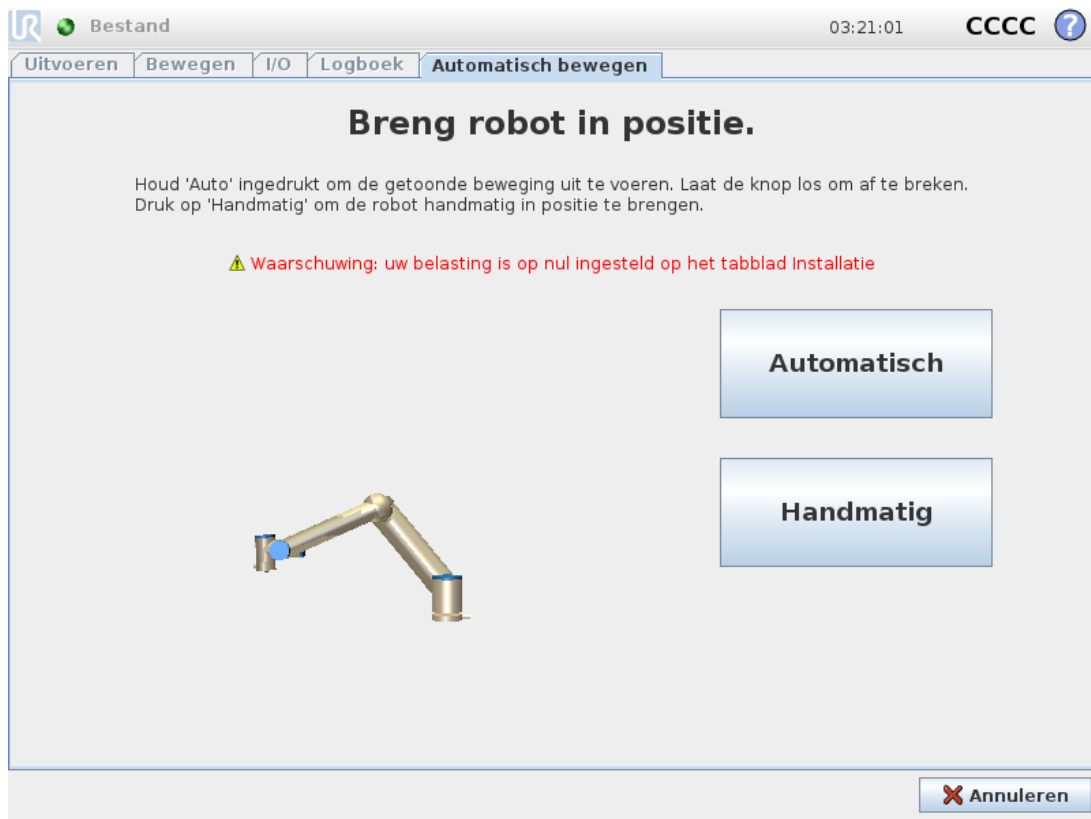 Bestand
03:21:01
CCCC ?
Uitvoeren Bewegen I/O Logboek Automatisch bewegen
Breng robot in positie.
Houd 'Auto' ingedrukt om de getoonde beweging uit te voeren. Laat de knop los om af te breken.
Druk op 'Handmatig' om de robot handmatig in positie te brengen.
Waarschuwing: uw belasting is op nul ingesteld op het tabblad Installatie
Automatisch
Handmatig
Annuleren